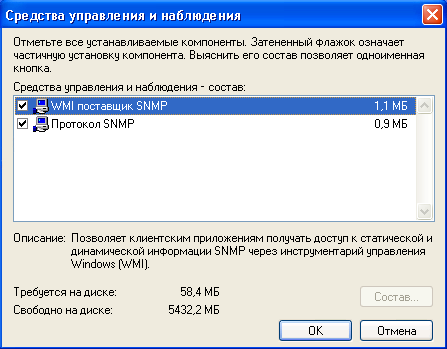 Средства управления и наблюдения
Отметьте все устанавливаемые компоненты. Затененный флажок означает
частичную установку компонента. Выяснить его состав позволяет одноименная
кнопка.
Средства управления и наблюдения - состав:
WMI поставщик SNMP 1,1 МБ
Протокол SNMP 0,9 МБ
Описание: Позволяет клиентским приложениям получать доступ к статической и
динамической информации SNMP через инструментарий управления
Windows (WMI).
Требуется на диске: 58,4 МБ
Свободно на диске: 5432,2 МБ
Состав...
OK Отмена